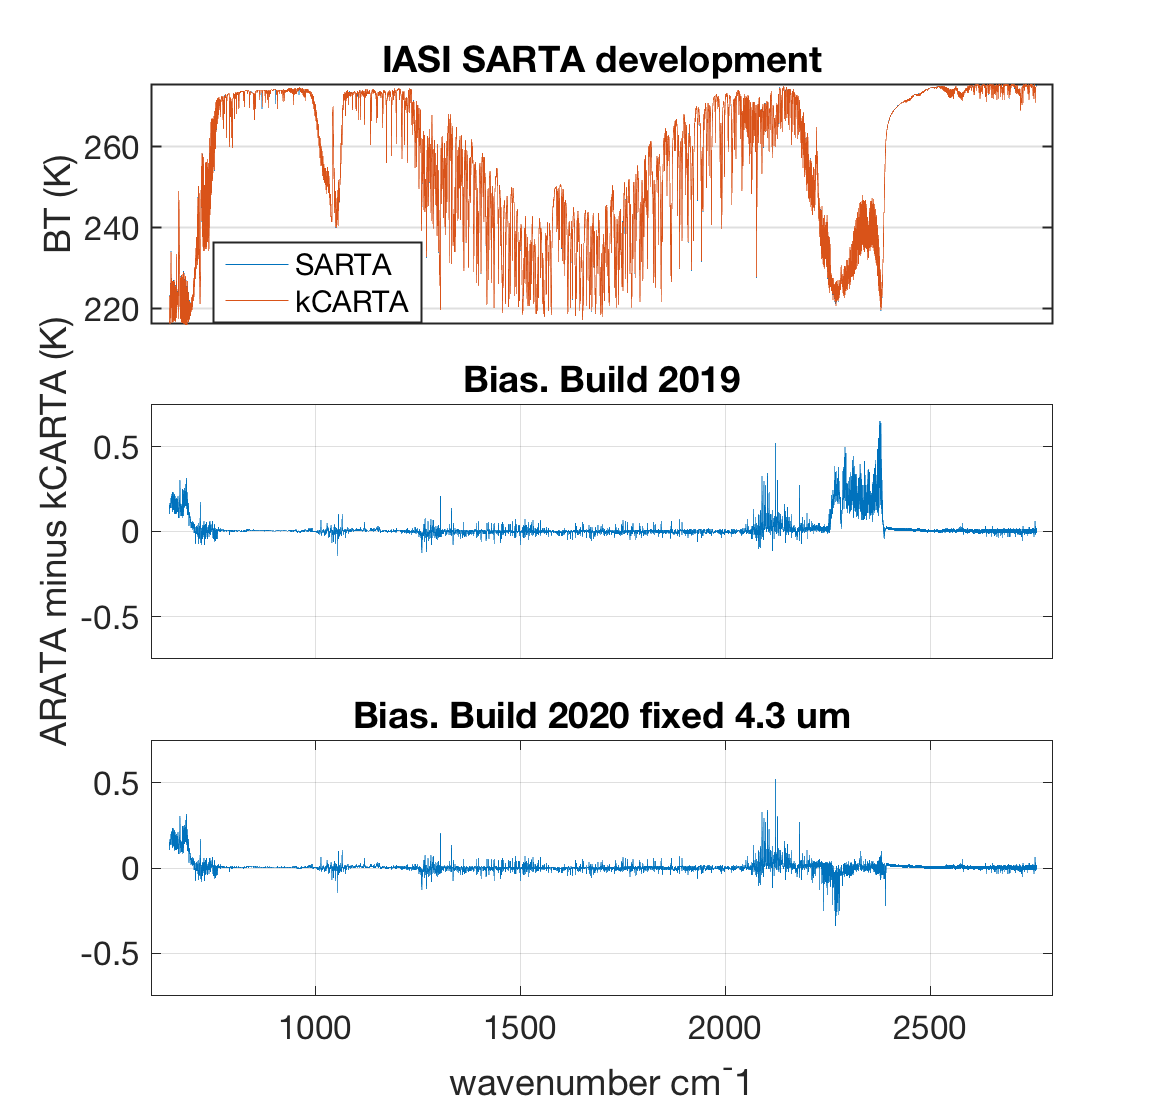 IASI SARTA development
BT (K)
260
240
220
SARTA
kCARTA
ARATA minus kCARTA (K)
Bias. Build 2019
0.5
0
-0.5
Bias. Build 2020 fixed 4.3 um
0.5
0
-0.5
1000 1500 2000 2500
wavenumber cm¯1